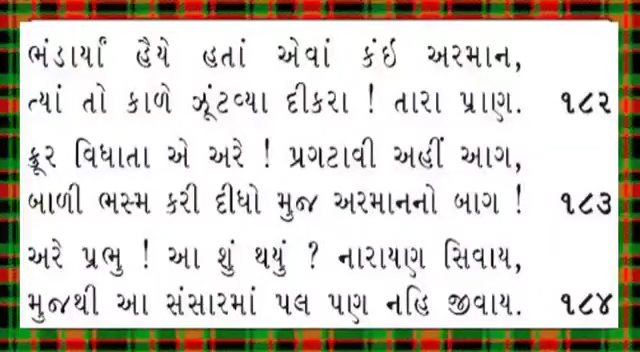 ભંડાર્યાં હૈયે હતાં એવાં કંઈ અરમાન,
ત્યાં તો કાળે ઝૂંટવ્યા દીકરા ! તારા પ્રાણ. ૧૮૨
ક્રૂર વિધાતા એ અરે ! પ્રગટાવી અહીં આગ,
બાળી ભસ્મ કરી દીધો મુજ અરમાનનો બાગ ! ૧૮૩
અરે પ્રભુ ! આ શું થયું ? નારાયણ સિવાય,
મુજથી આ સંસારમાં પલ પણ નહિ જીવાય. ૧૮૪